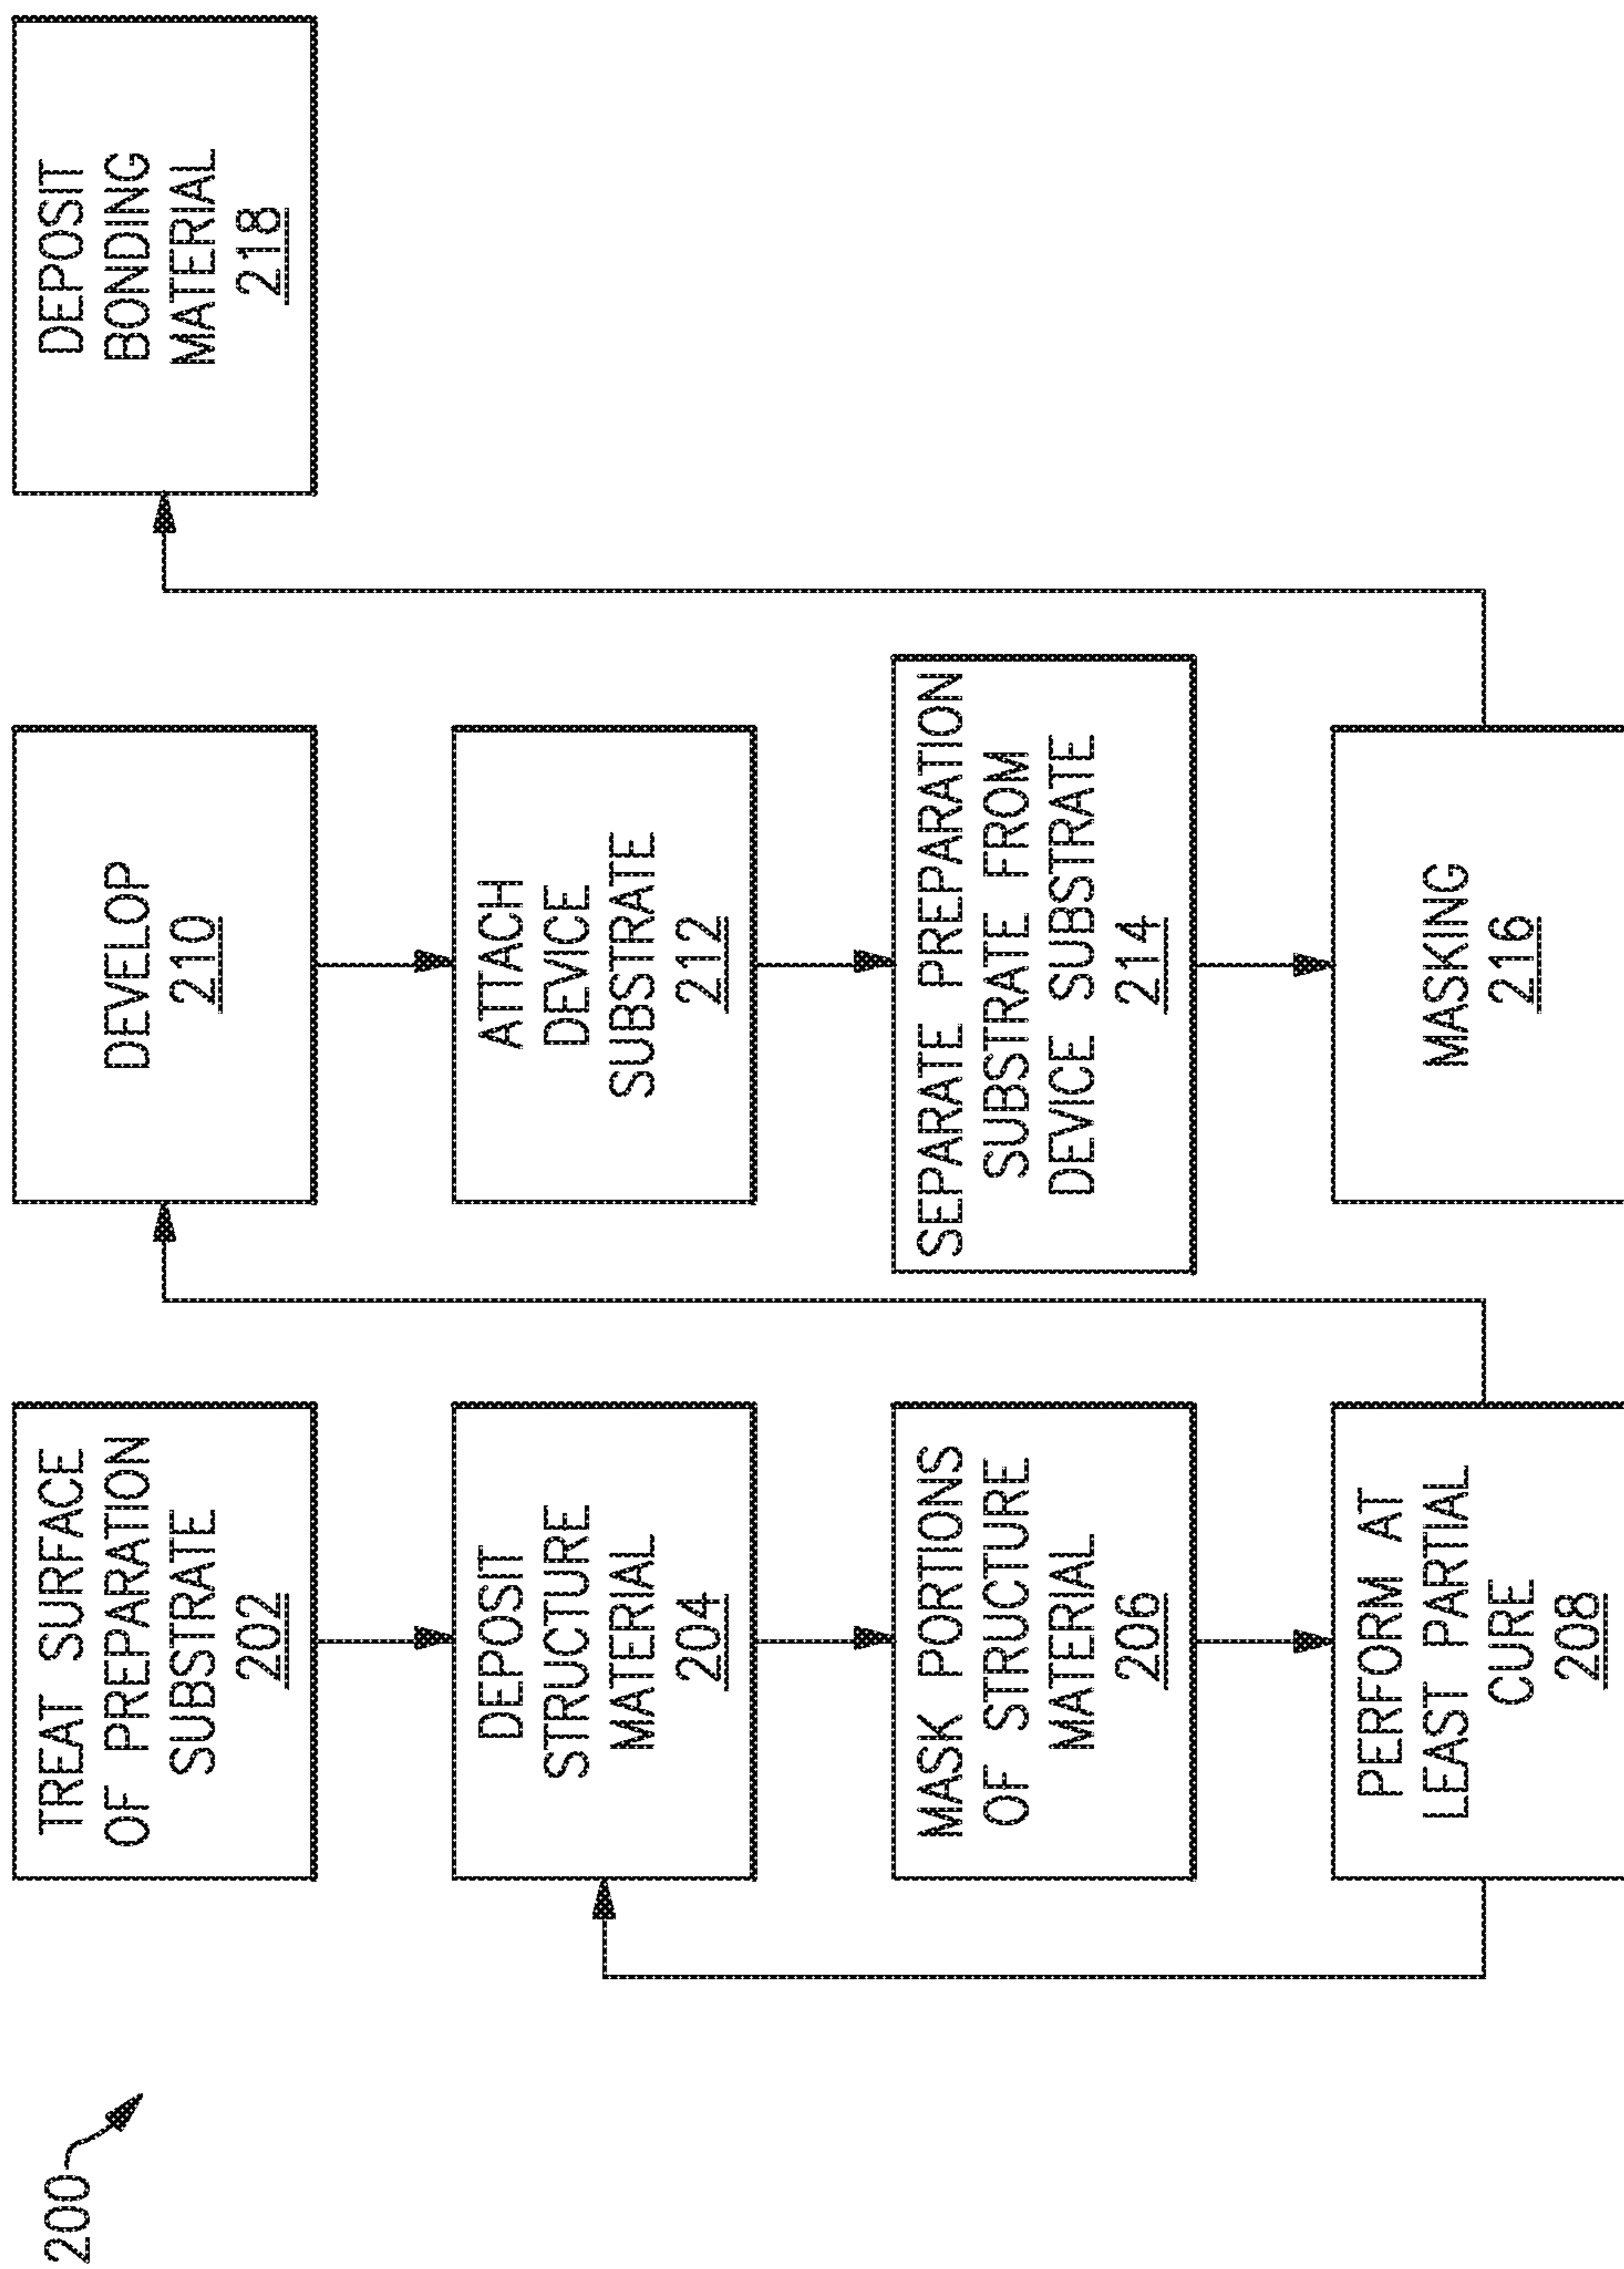 200
TREAT SURFACE
OF PREPARATION
SUBSTRATE
202
DEPOSIT
STRUCTURE
MATERIAL
204
MASK PORTIONS
OF STRUCTURE
MATERIAL
206
PERFORM AT
LEAST PARTIAL
CURE
208
DEVELOP
210
ATTACH
DEVICE
SUBSTRATE
212
SEPARATE PREPARATION
SUBSTRATE FROM
DEVICE SUBSTRATE
214
MASKING
216
DEPOSIT
BONDING
MATERIAL
218